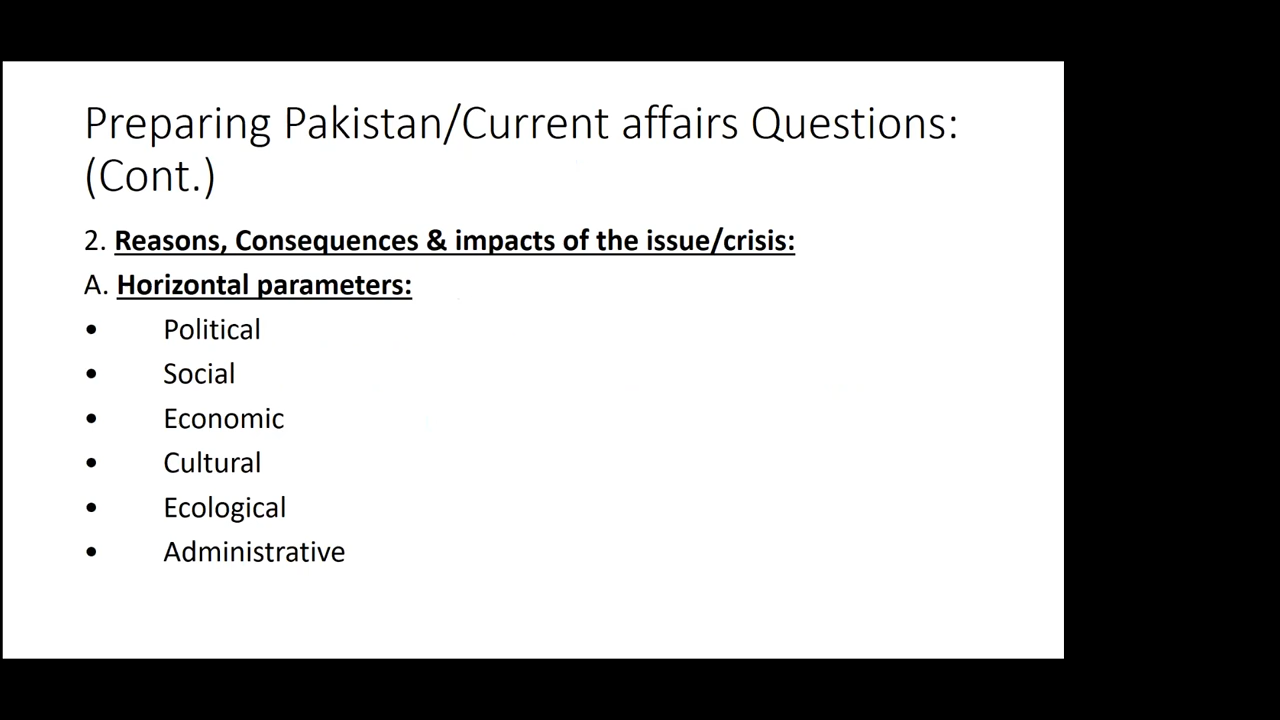 Preparing Pakistan/Current affairs Questions:
(Cont.)
2. Reasons, Consequences & impacts of the issue/crisis:
A. Horizontal parameters:
• Political
• Social
• Economic
• Cultural
• Ecological
• Administrative